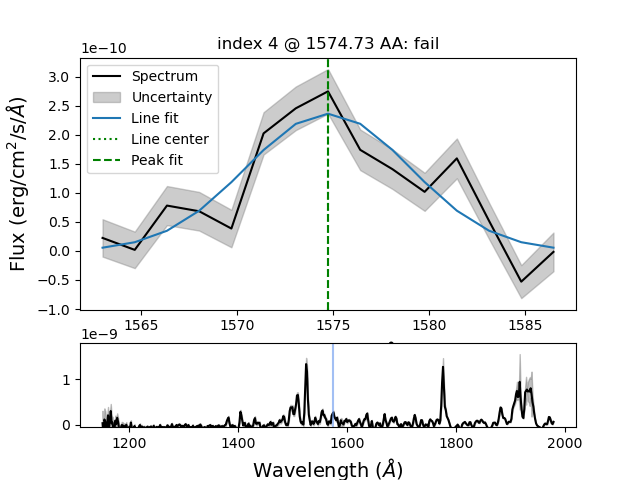 index 4 @ 1574.73 AA: fail
1e−10
Flux (erg/cm²/s/Å)
3.0
2.5
2.0
1.5
1.0
0.5
0.0
−0.5
−1.0
Spectrum
Uncertainty
Line fit
Line center
Peak fit
1565 1570 1575 1580 1585
1e−9
1
0
1200 1400 1600 1800 2000
Wavelength (Å)